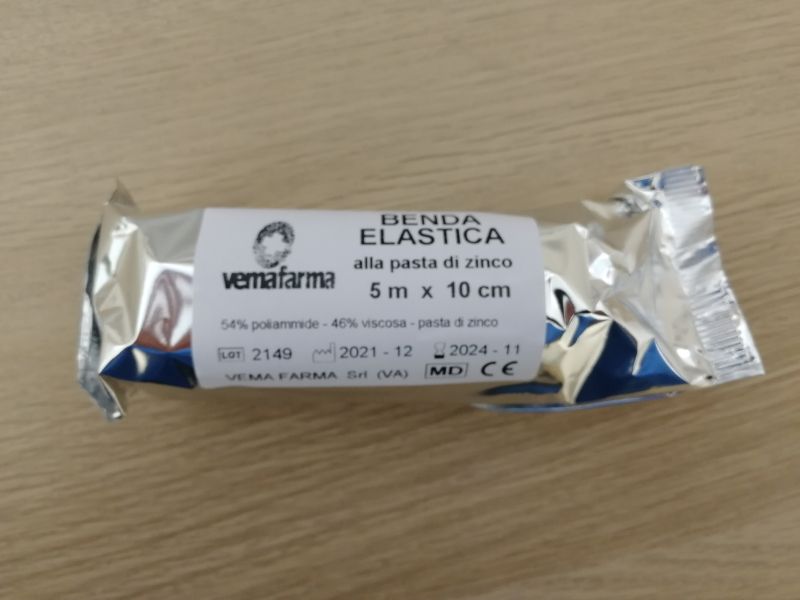 BENDA
ELASTICA
alla pasta di zinco
5 m x 10 cm
vemafarma
54% poliammide - 46% viscosa - pasta di zinco
LOT 2149 2021 - 12 2024 - 11
VEMA FARMA Srl (VA) MD CE